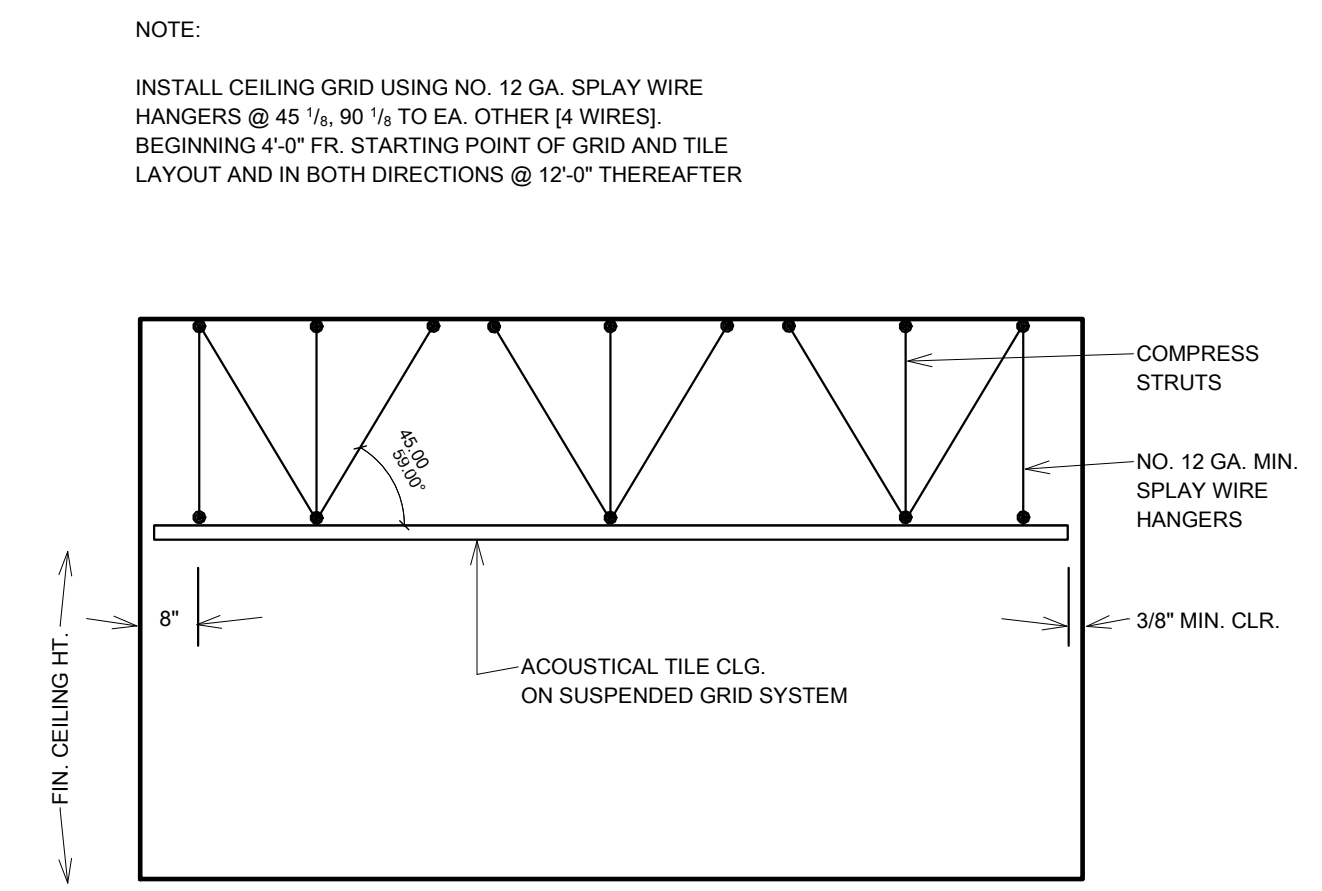 NOTE:
INSTALL CEILING GRID USING NO. 12 GA. SPLAY WIRE
HANGERS @ 45 1/8, 90 1/8 TO EA. OTHER [4 WIRES].
BEGINNING 4'-0" FR. STARTING POINT OF GRID AND TILE
LAYOUT AND IN BOTH DIRECTIONS @ 12'-0" THEREAFTER
COMPRESS
STRUTS
45.00
59.00°
NO. 12 GA. MIN.
SPLAY WIRE
HANGERS
8"
3/8" MIN. CLR.
ACOUSTICAL TILE CLG.
ON SUSPENDED GRID SYSTEM
FIN. CEILING HT.